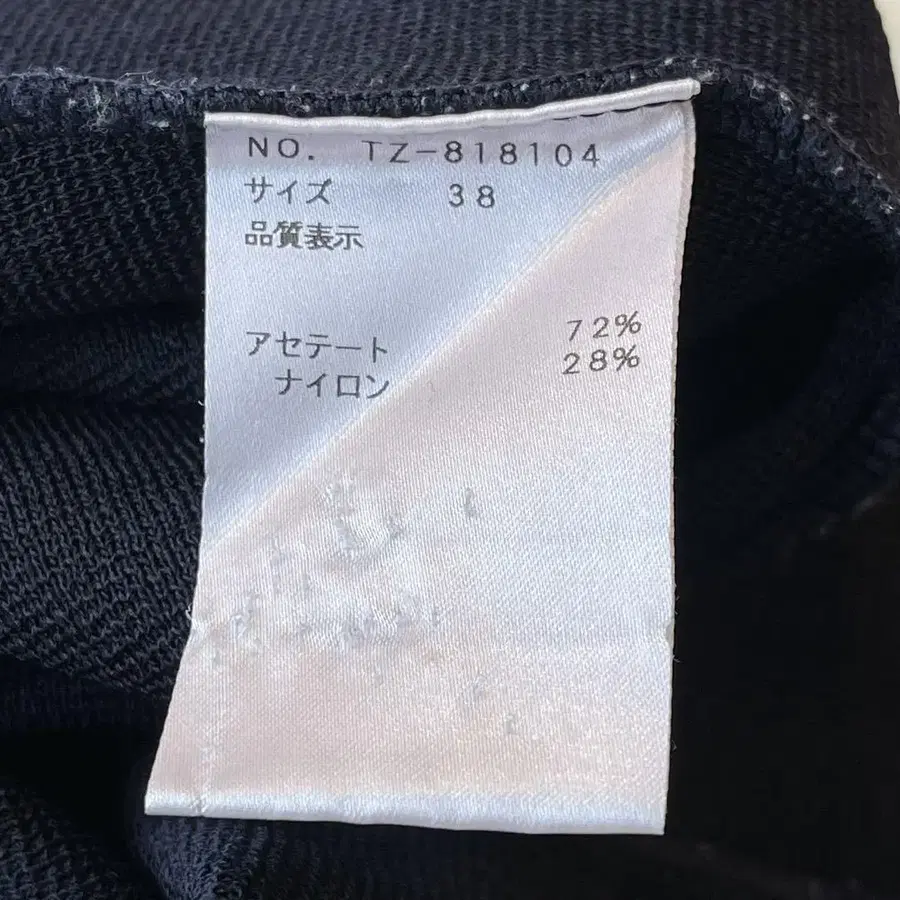 NO. TZ-818104
サイズ 38
品質表示
アセテート 72%
ナイロン 28%